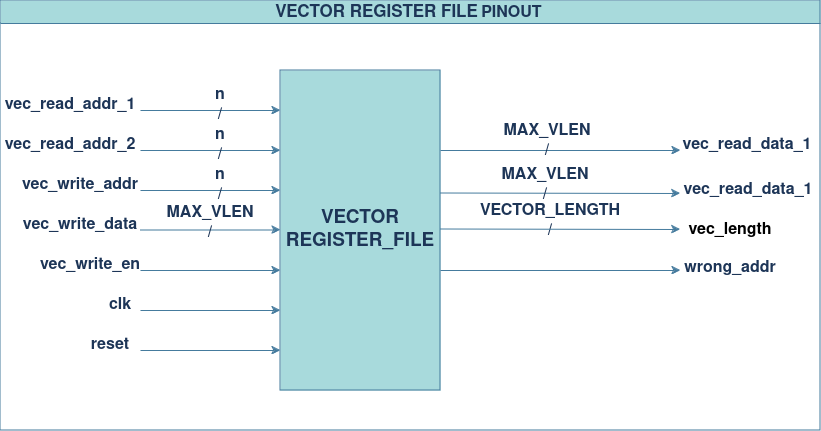 VECTOR REGISTER FILE PINOUT
n
vec_read_addr_1
n
vec_read_addr_2
n
vec_write_addr
MAX_VLEN
vec_write_data
vec_write_en
clk
reset
VECTOR
REGISTER_FILE
MAX_VLEN
vec_read_data_1
MAX_VLEN
vec_read_data_1
VECTOR_LENGTH
vec_length
wrong_addr